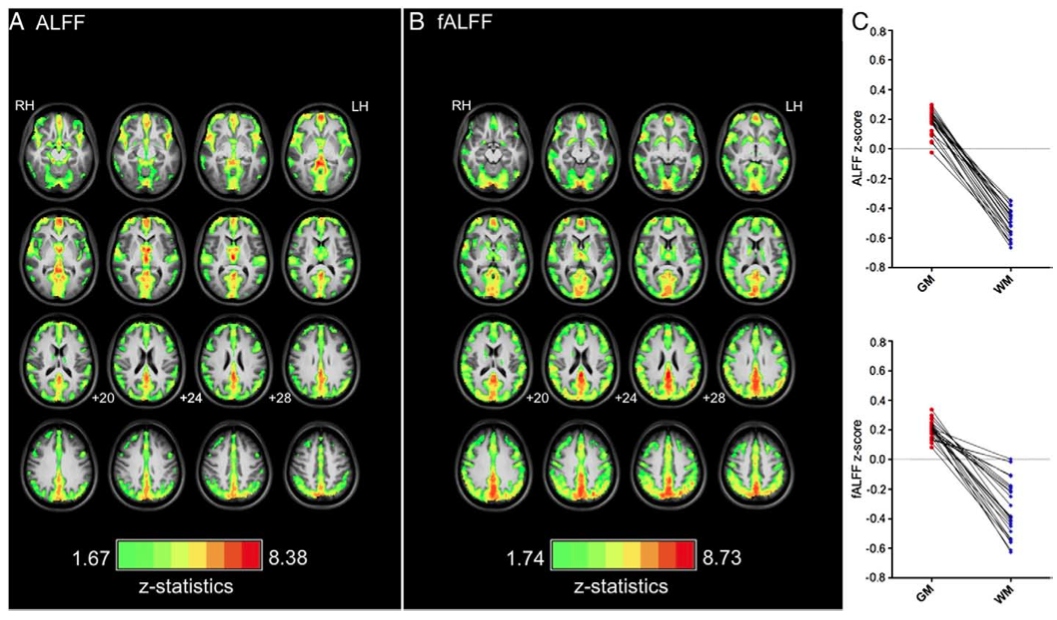 A ALFF
RH
LH
+20
+24
+28
1.67
8.38
z-statistics
B fALFF
RH
LH
+20
+24
+28
1.74
8.73
z-statistics
C
0.8
0.6
0.4
0.2
0.0
-0.2
-0.4
-0.6
-0.8
ALFF z-score
GM
WM
0.8
0.6
0.4
0.2
0.0
-0.2
-0.4
-0.6
-0.8
fALFF z-score
GM
WM